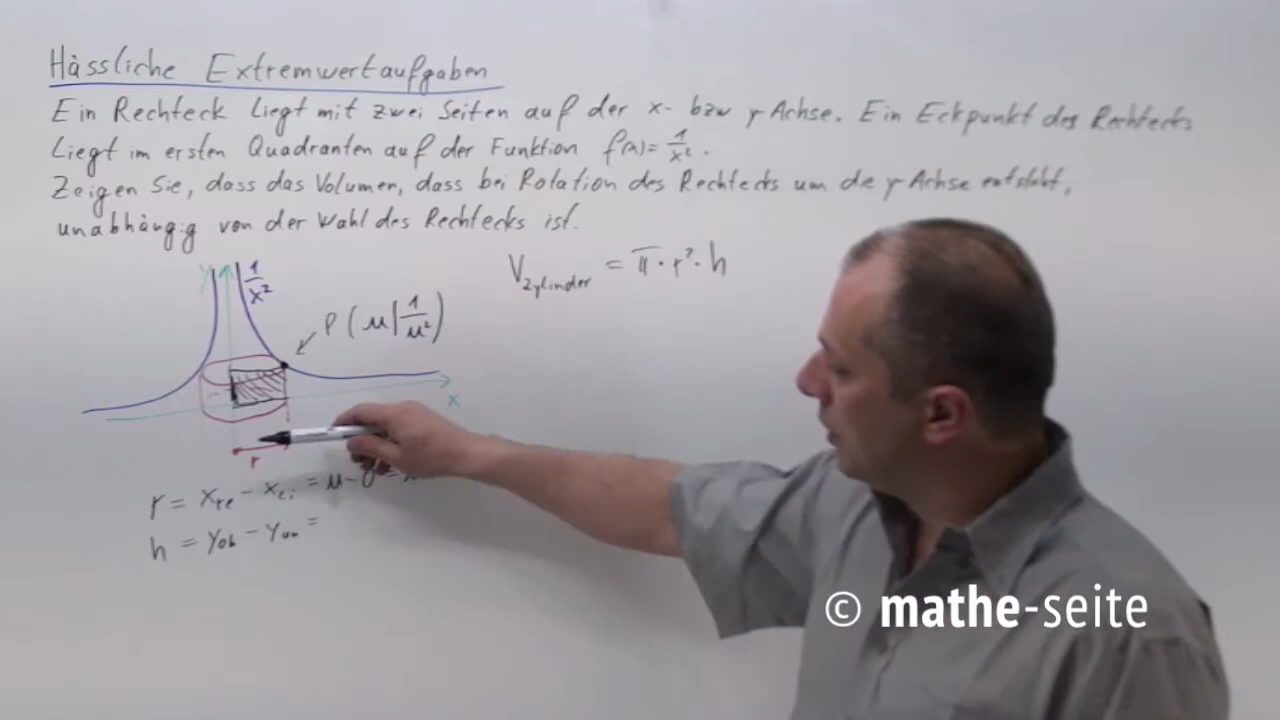 Hässliche Extremwertaufgaben
Ein Rechteck liegt mit zwei Seiten auf der x- bzw y-Achse. Ein Eckpunkt des Rechtecks
liegt im ersten Quadranten auf der Funktion f(x)=1/x².
Zeigen Sie, dass das Volumen, dass bei Rotation des Rechtecks um die y-Achse entsteht,
unabhängig von der Wahl des Rechtecks ist.
V_Zylinder = π·r²·h
y 1/x²
P(u|1/u²)
x
r
r = x_re - x_li = u - 0 =
h = y_ob - y_un =
© mathe-seite